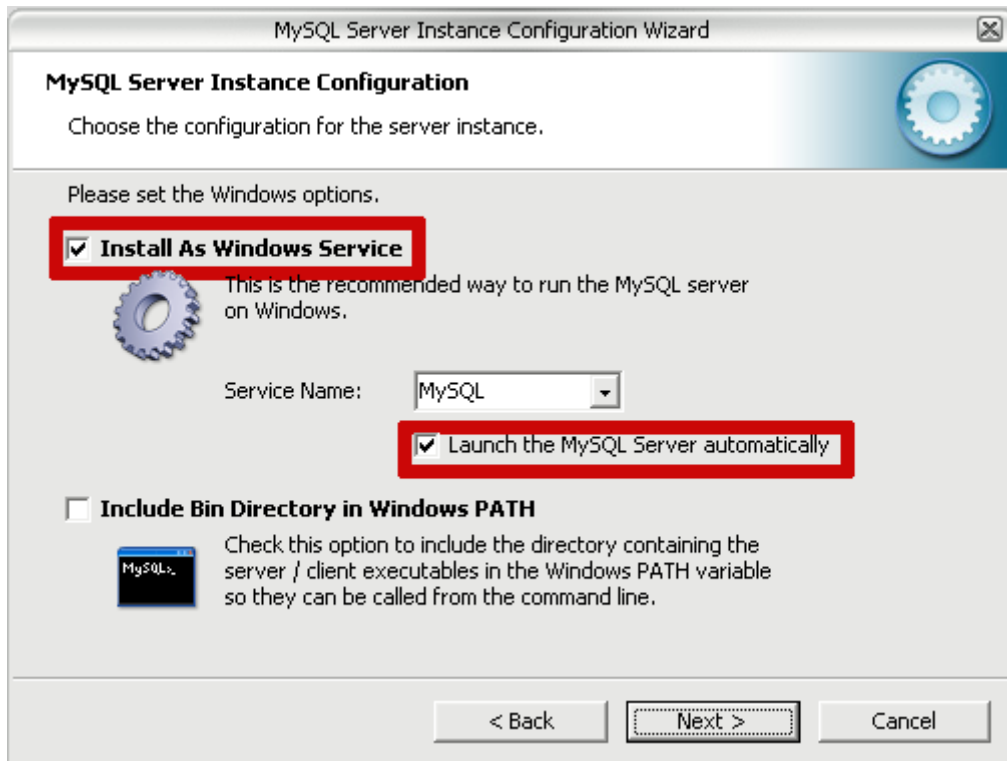 MySQL Server Instance Configuration Wizard
MySQL Server Instance Configuration
Choose the configuration for the server instance.
Please set the Windows options.
Install As Windows Service
This is the recommended way to run the MySQL server
on Windows.
Service Name:
MySQL
Launch the MySQL Server automatically
Include Bin Directory in Windows PATH
MySQL>_
Check this option to include the directory containing the
server / client executables in the Windows PATH variable
so they can be called from the command line.
< Back
Next >
Cancel